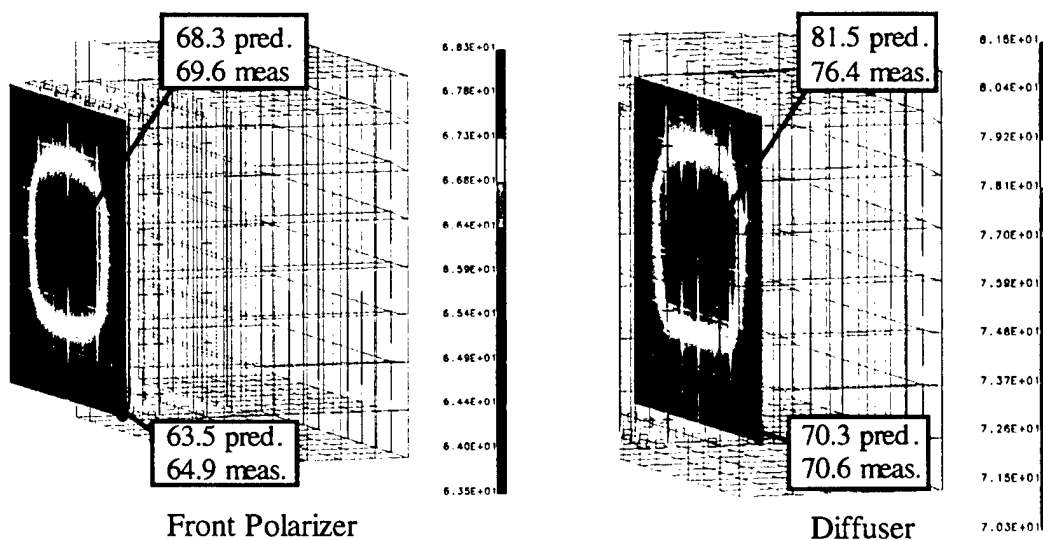 68.3 pred.
69.6 meas
63.5 pred.
64.9 meas.
6.83E+01
6.78E+01
6.73E+01
6.68E+01
6.64E+01
6.59E+01
6.54E+01
6.49E+01
6.44E+01
6.40E+01
6.35E+01
Front Polarizer
81.5 pred.
76.4 meas.
70.3 pred.
70.6 meas.
8.15E+01
8.04E+01
7.92E+01
7.81E+01
7.70E+01
7.59E+01
7.48E+01
7.37E+01
7.26E+01
7.15E+01
7.03E+01
Diffuser